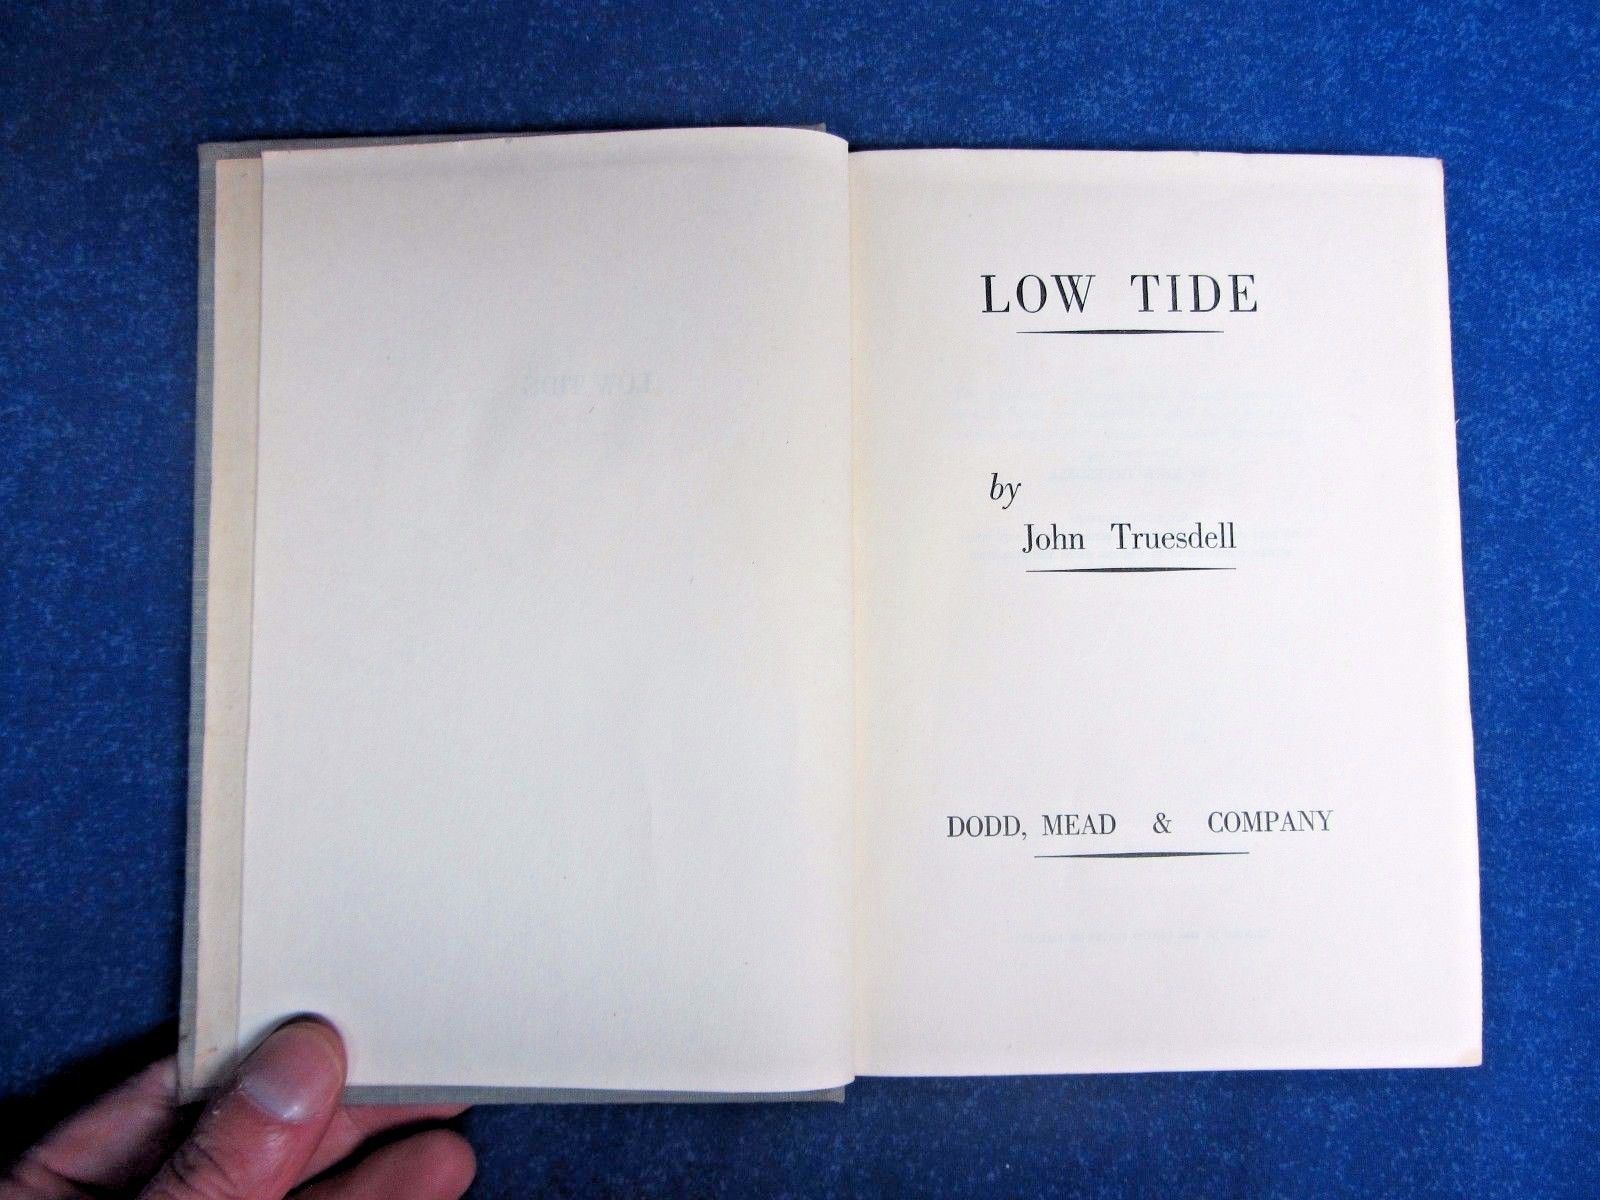 LOW TIDE
by
John Truesdell
DODD, MEAD & COMPANY